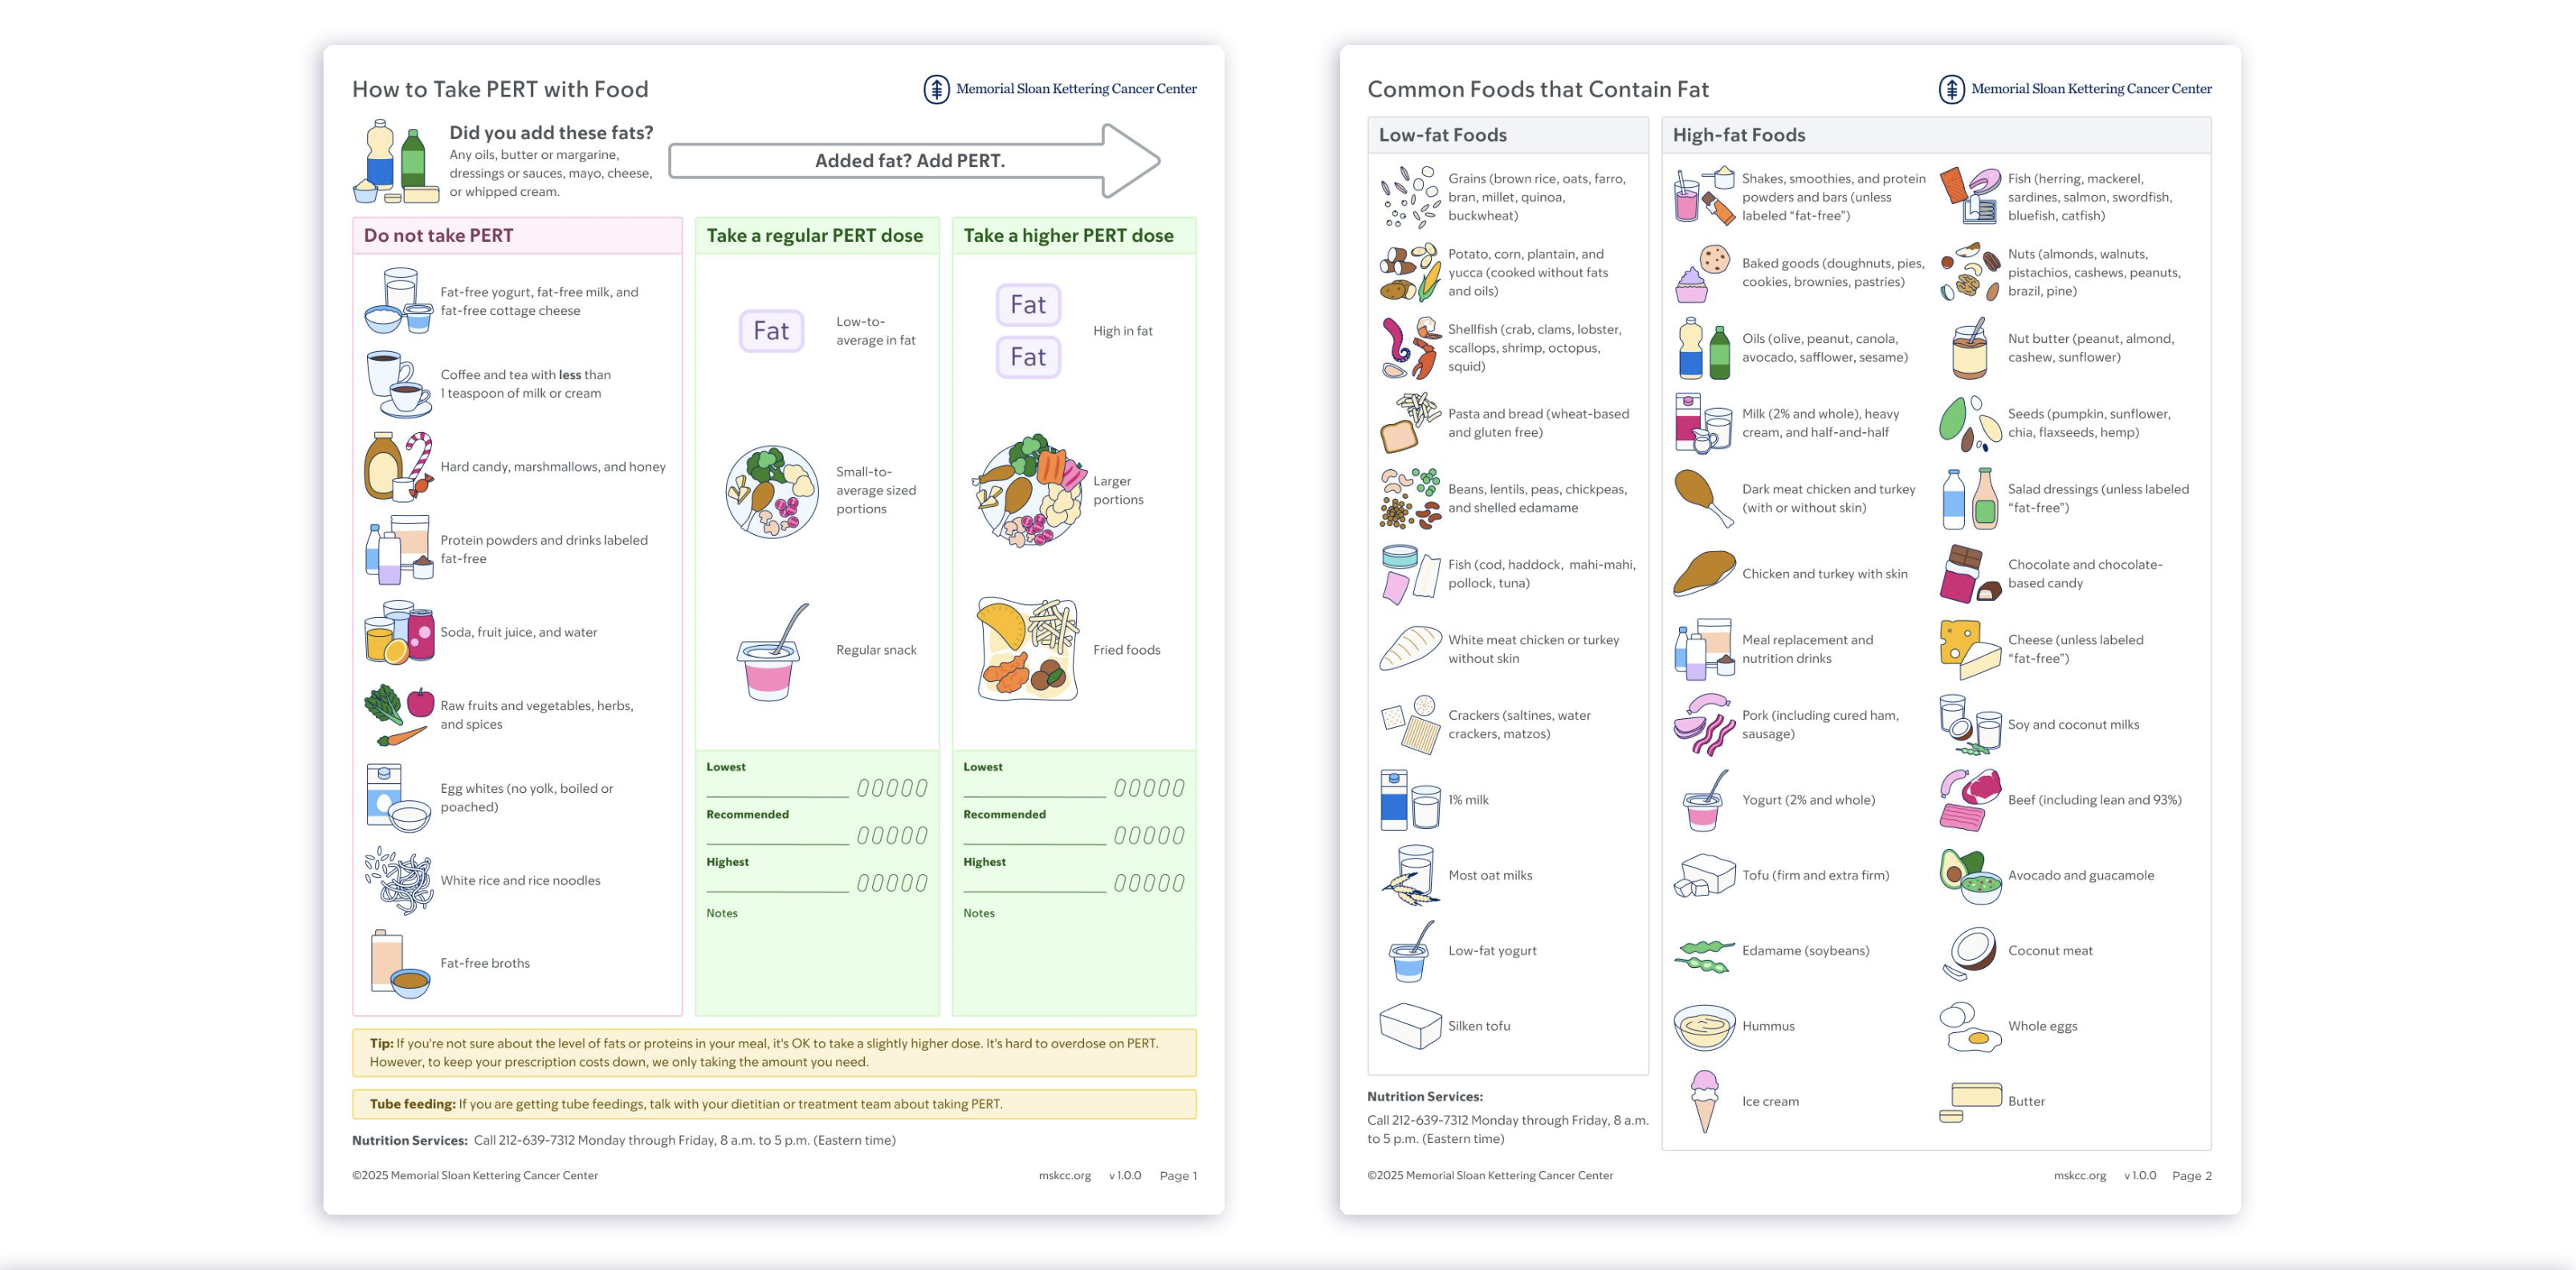 How to Take PERT with Food
Memorial Sloan Kettering Cancer Center
Did you add these fats?
Any oils, butter or margarine,
dressings or sauces, mayo, cheese,
or whipped cream.
Added fat? Add PERT.
Do not take PERT
Fat-free yogurt, fat-free milk, and
fat-free cottage cheese
Coffee and tea with less than
1 teaspoon of milk or cream
Hard candy, marshmallows, and honey
Protein powders and drinks labeled
fat-free
Soda, fruit juice, and water
Raw fruits and vegetables, herbs,
and spices
Egg whites (no yolk, boiled or
poached)
White rice and rice noodles
Fat-free broths
Take a regular PERT dose
Fat
Low-to-
average in fat
Small-to-
average sized
portions
Regular snack
Lowest
Recommended
Highest
Notes
Take a higher PERT dose
Fat
Fat
High in fat
Larger
portions
Fried foods
Lowest
Recommended
Highest
Notes
Tip: If you're not sure about the level of fats or proteins in your meal, it's OK to take a slightly higher dose. It's hard to overdose on PERT.
However, to keep your prescription costs down, we only taking the amount you need.
Tube feeding: If you are getting tube feedings, talk with your dietitian or treatment team about taking PERT.
Nutrition Services: Call 212-639-7312 Monday through Friday, 8 a.m. to 5 p.m. (Eastern time)
©2025 Memorial Sloan Kettering Cancer Center
mskcc.org v 1.0.0 Page 1
Common Foods that Contain Fat
Memorial Sloan Kettering Cancer Center
Low-fat Foods
Grains (brown rice, oats, farro,
bran, millet, quinoa,
buckwheat)
Potato, corn, plantain, and
yucca (cooked without fats
and oils)
Shellfish (crab, clams, lobster,
scallops, shrimp, octopus,
squid)
Pasta and bread (wheat-based
and gluten free)
Beans, lentils, peas, chickpeas,
and shelled edamame
Fish (cod, haddock, mahi-mahi,
pollock, tuna)
White meat chicken or turkey
without skin
Crackers (saltines, water
crackers, matzos)
1% milk
Most oat milks
Low-fat yogurt
Silken tofu
Nutrition Services:
Call 212-639-7312 Monday through Friday, 8 a.m.
to 5 p.m. (Eastern time)
High-fat Foods
Shakes, smoothies, and protein
powders and bars (unless
labeled “fat-free”)
Baked goods (doughnuts, pies,
cookies, brownies, pastries)
Oils (olive, peanut, canola,
avocado, safflower, sesame)
Milk (2% and whole), heavy
cream, and half-and-half
Dark meat chicken and turkey
(with or without skin)
Chicken and turkey with skin
Meal replacement and
nutrition drinks
Pork (including cured ham,
sausage)
Yogurt (2% and whole)
Tofu (firm and extra firm)
Edamame (soybeans)
Hummus
Ice cream
Fish (herring, mackerel,
sardines, salmon, swordfish,
bluefish, catfish)
Nuts (almonds, walnuts,
pistachios, cashews, peanuts,
brazil, pine)
Nut butter (peanut, almond,
cashew, sunflower)
Seeds (pumpkin, sunflower,
chia, flaxseeds, hemp)
Salad dressings (unless labeled
“fat-free”)
Chocolate and chocolate-
based candy
Cheese (unless labeled
“fat-free”)
Soy and coconut milks
Beef (including lean and 93%)
Avocado and guacamole
Coconut meat
Whole eggs
Butter
©2025 Memorial Sloan Kettering Cancer Center
mskcc.org v 1.0.0 Page 2